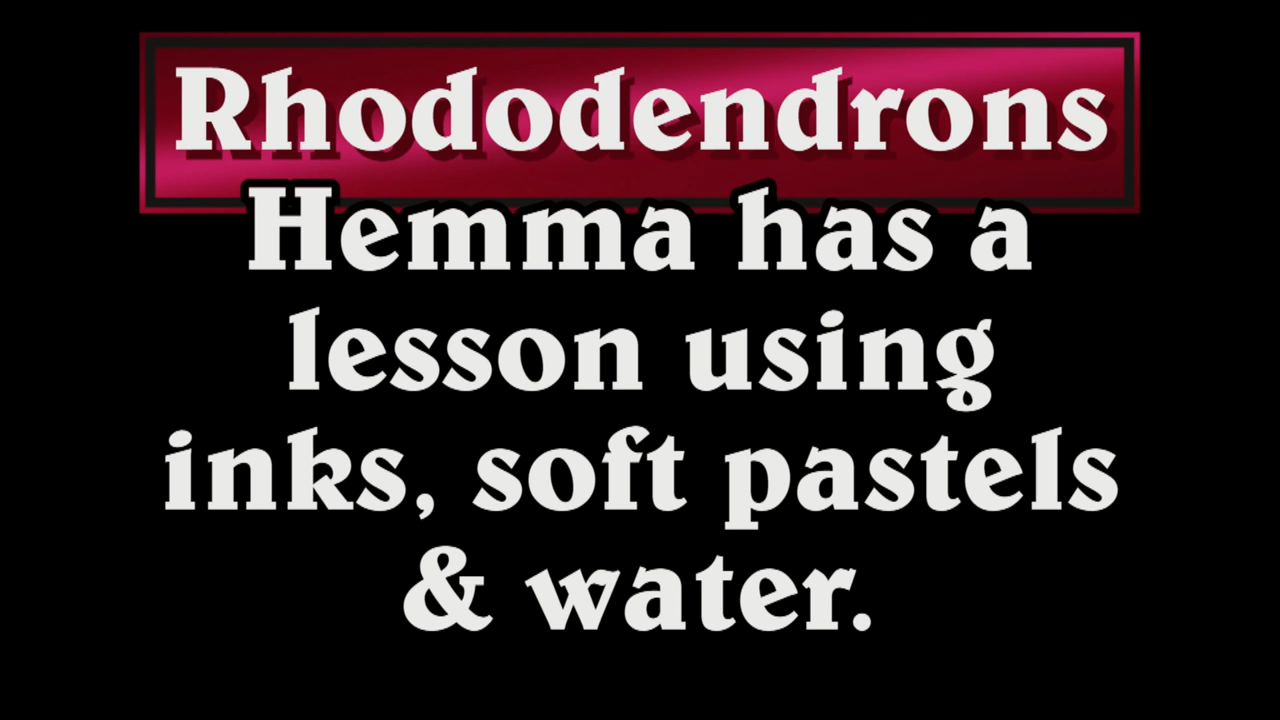 Rhododendrons
Hemma has a
lesson using
inks, soft pastels
& water.